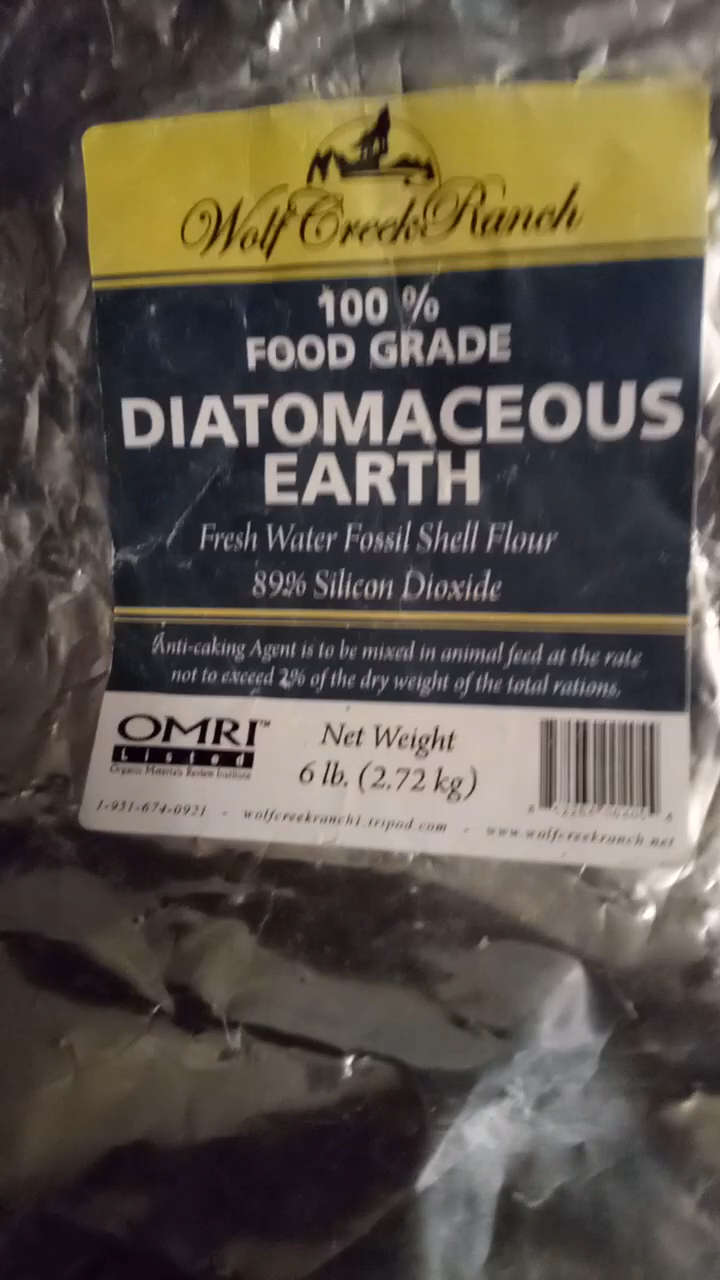 Wolf Creek Ranch
100 %
FOOD GRADE
DIATOMACEOUS
EARTH
Fresh Water Fossil Shell Flour
89% Silicon Dioxide
Anti-caking Agent is to be mixed in animal feed at the rate
not to exceed 2% of the dry weight of the total rations.
OMRI™
Listed
Organic Materials Review Institute
Net Weight
6 lb. (2.72 kg)
1-931-674-0921 - wolfcreekranch1.tripod.com - www.wolfcreekranch.net